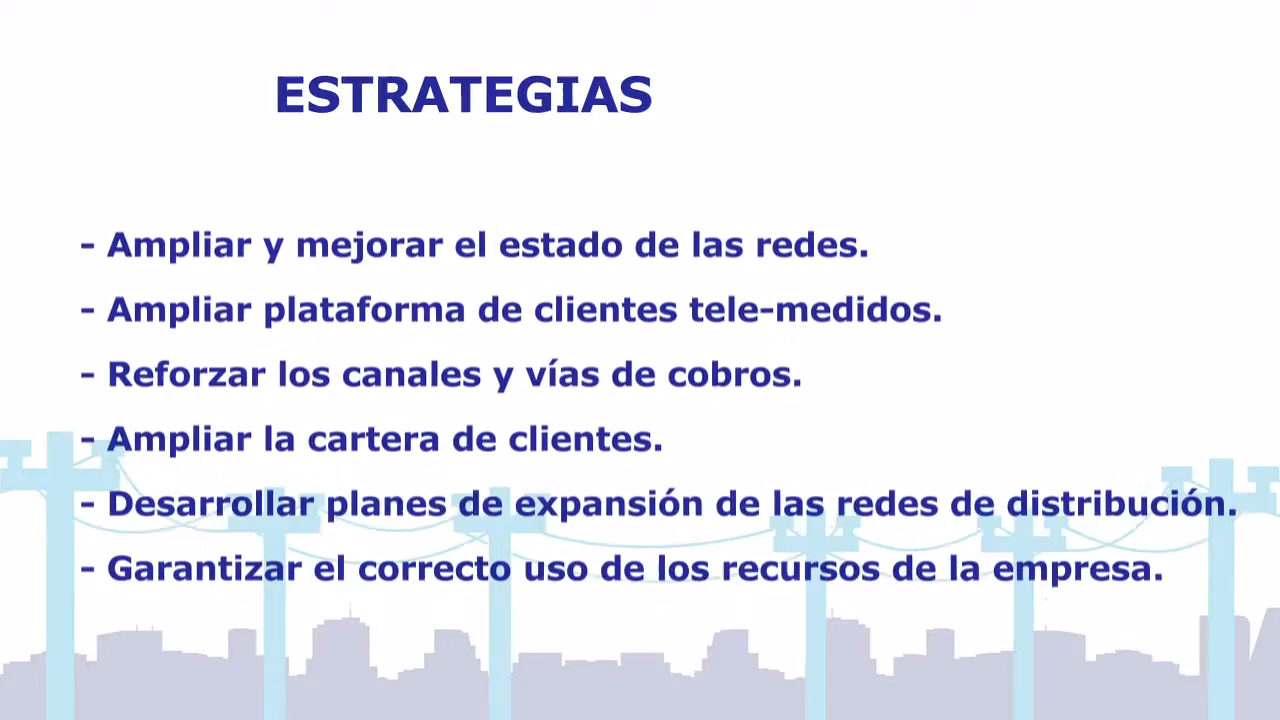 ESTRATEGIAS
- Ampliar y mejorar el estado de las redes.
- Ampliar plataforma de clientes tele-medidos.
- Reforzar los canales y vías de cobros.
- Ampliar la cartera de clientes.
- Desarrollar planes de expansión de las redes de distribución.
- Garantizar el correcto uso de los recursos de la empresa.